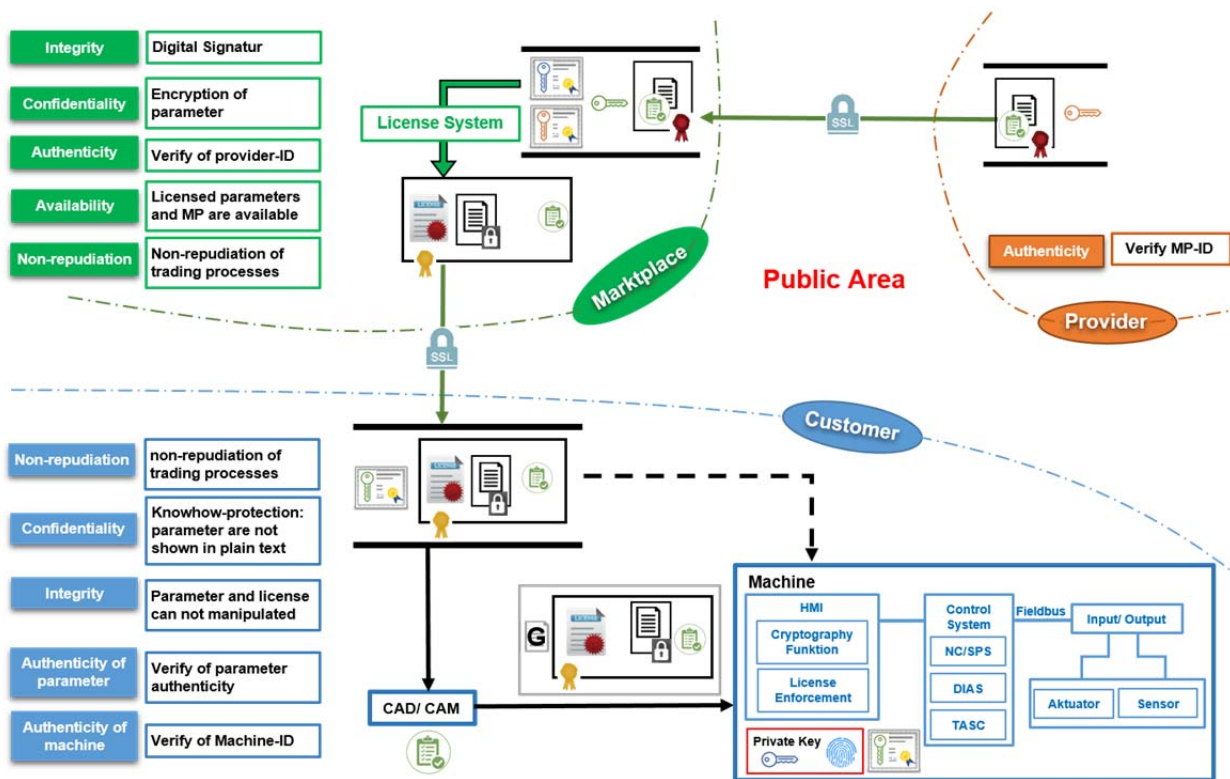 Integrity
Digital Signatur
Confidentiality
Encryption of
parameter
Authenticity
Verify of provider-ID
Availability
Licensed parameters
and MP are available
Non-repudiation
Non-repudiation of
trading processes
License System
LICENSE
SSL
SSL
Marktplace
Public Area
Authenticity
Verify MP-ID
Provider
Customer
Non-repudiation
non-repudiation of
trading processes
Confidentiality
Knowhow-protection:
parameter are not
shown in plain text
Integrity
Parameter and license
can not manipulated
Authenticity of
parameter
Verify of parameter
authenticity
Authenticity of
machine
Verify of Machine-ID
LICENSE
G
LICENSE
CAD/ CAM
Machine
HMI
Cryptography
Funktion
License
Enforcement
Control
System
NC/SPS
DIAS
TASC
Fieldbus
Input/ Output
Aktuator
Sensor
Private Key